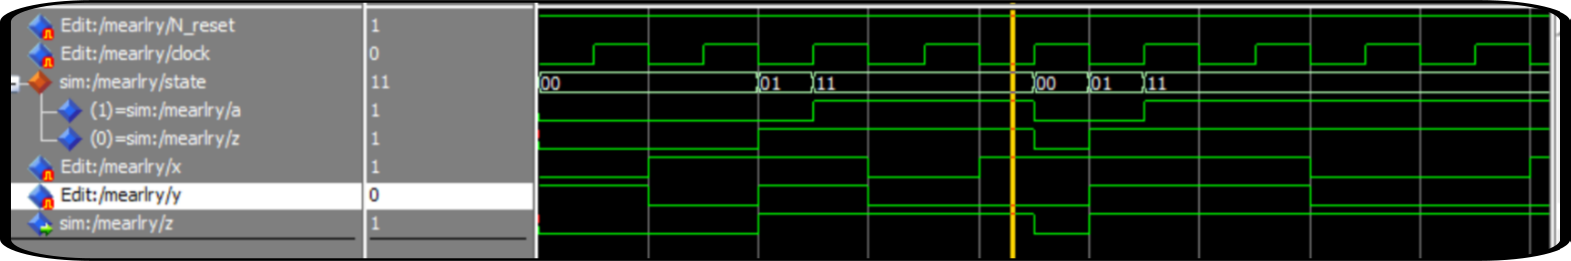 Edit:/mearlry/N_reset 1
Edit:/mearlry/clock 0
sim:/mearlry/state 11 00 01 11 00 01 11
(1)=sim:/mearlry/a 1
(0)=sim:/mearlry/z 1
Edit:/mearlry/x 1
Edit:/mearlry/y 0
sim:/mearlry/z 1